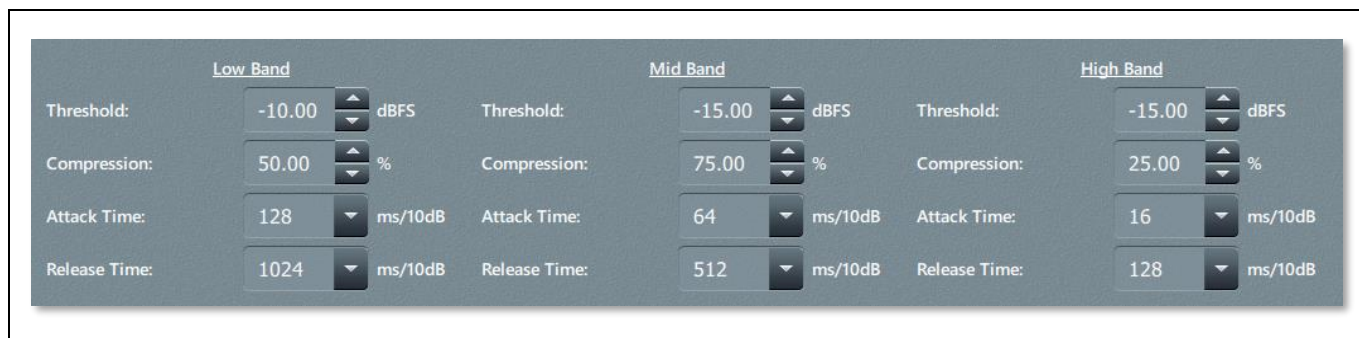 Low Band Mid Band High Band
Threshold: -10.00 dBFS Threshold: -15.00 dBFS Threshold: -15.00 dBFS
Compression: 50.00 % Compression: 75.00 % Compression: 25.00 %
Attack Time: 128 ms/10dB Attack Time: 64 ms/10dB Attack Time: 16 ms/10dB
Release Time: 1024 ms/10dB Release Time: 512 ms/10dB Release Time: 128 ms/10dB